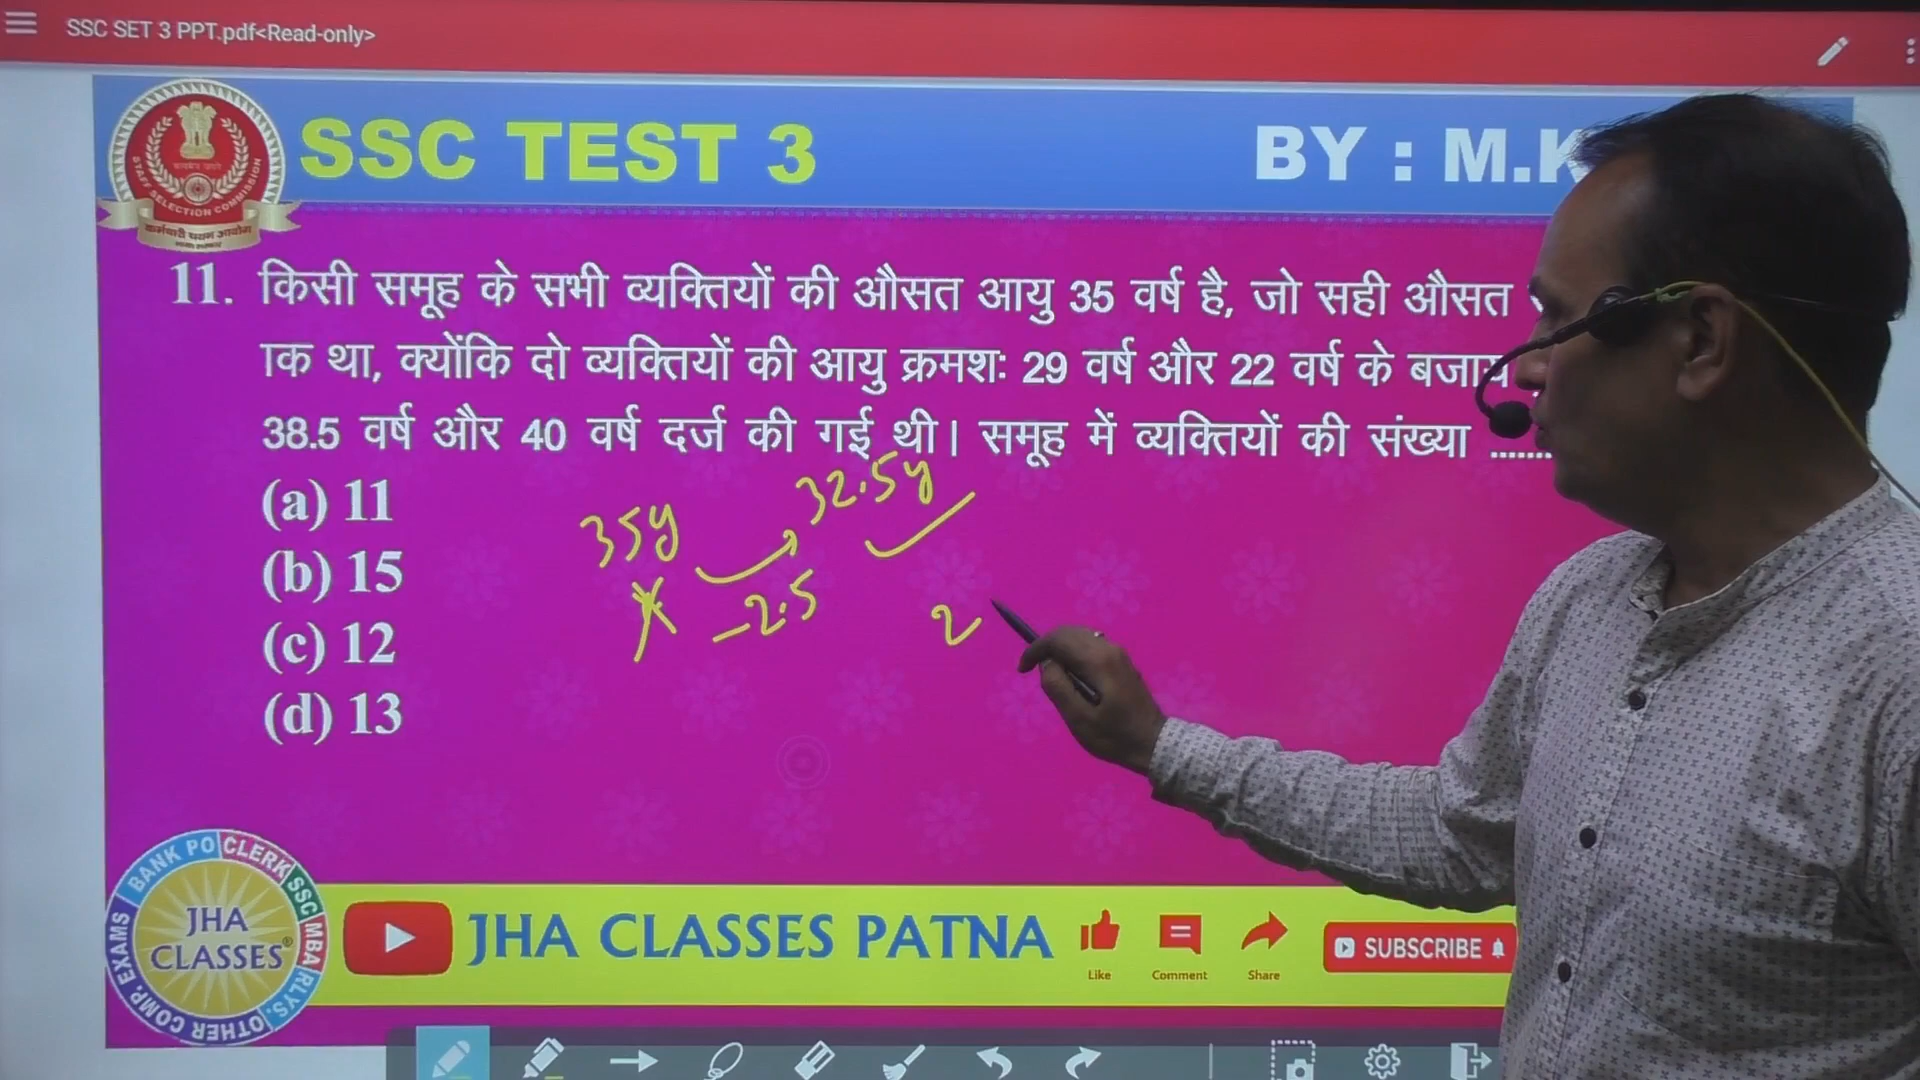 SSC SET 3 PPT.pdf<Read-only>
SSC TEST 3
BY : M.K
STAFF SELECTION COMMISSION
11. किसी समूह के सभी व्यक्तियों की औसत आयु 35 वर्ष है, जो सही औसत
ाक था, क्योंकि दो व्यक्तियों की आयु क्रमशः 29 वर्ष और 22 वर्ष के बजाय
38.5 वर्ष और 40 वर्ष दर्ज की गई थी। समूह में व्यक्तियों की संख्या .......
(a) 11
(b) 15
(c) 12
(d) 13
35y
32.5y
-2.5
2
BANK PO CLERK SSC MBA RLYS. OTHER COMP. EXAMS
JHA
CLASSES®
JHA CLASSES PATNA
Like
Comment
Share
SUBSCRIBE